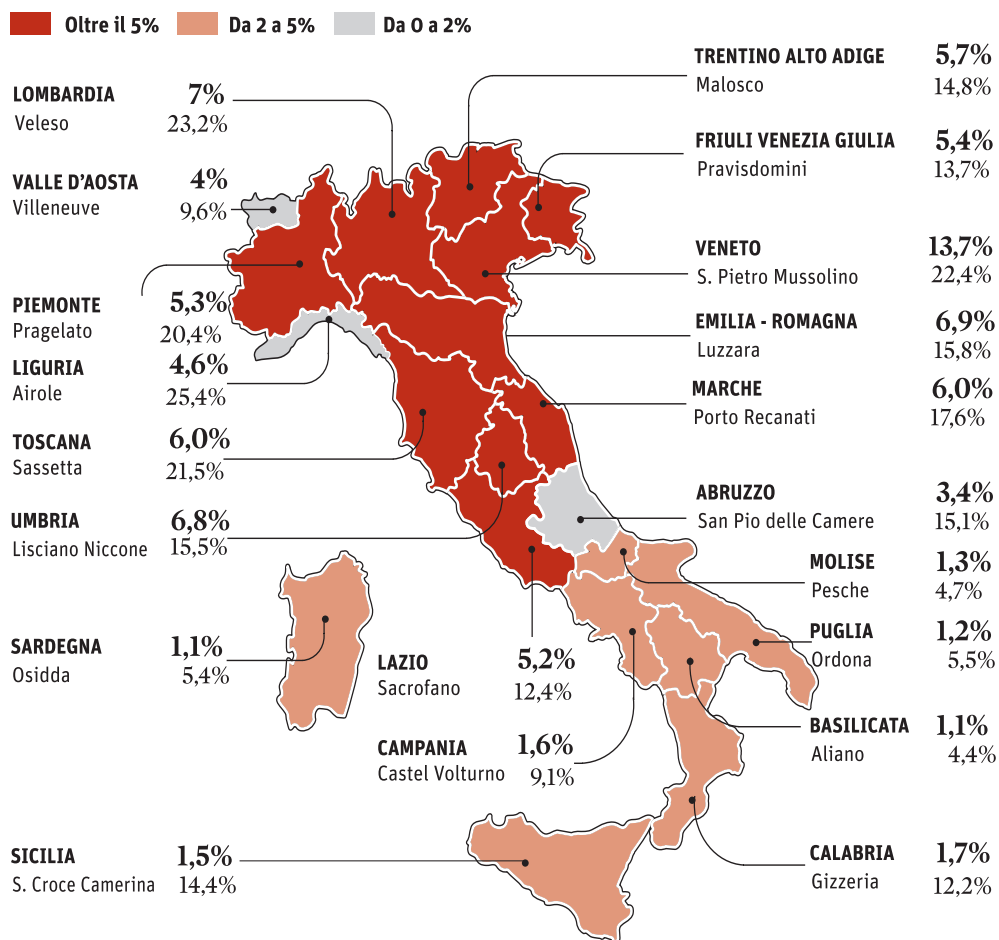 Oltre il 5% Da 2 a 5% Da 0 a 2%
LOMBARDIA 7%
Veleso 23,2%
VALLE D'AOSTA 4%
Villeneuve 9,6%
PIEMONTE 5,3%
Pragelato 20,4%
LIGURIA 4,6%
Airole 25,4%
TOSCANA 6,0%
Sassetta 21,5%
UMBRIA 6,8%
Lisciano Niccone 15,5%
SARDEGNA 1,1%
Osidda 5,4%
SICILIA 1,5%
S. Croce Camerina 14,4%
LAZIO 5,2%
Sacrofano 12,4%
CAMPANIA 1,6%
Castel Volturno 9,1%
TRENTINO ALTO ADIGE 5,7%
Malosco 14,8%
FRIULI VENEZIA GIULIA 5,4%
Pravisdomini 13,7%
VENETO 13,7%
S. Pietro Mussolino 22,4%
EMILIA - ROMAGNA 6,9%
Luzzara 15,8%
MARCHE 6,0%
Porto Recanati 17,6%
ABRUZZO 3,4%
San Pio delle Camere 15,1%
MOLISE 1,3%
Pesche 4,7%
PUGLIA 1,2%
Ordona 5,5%
BASILICATA 1,1%
Aliano 4,4%
CALABRIA 1,7%
Gizzeria 12,2%